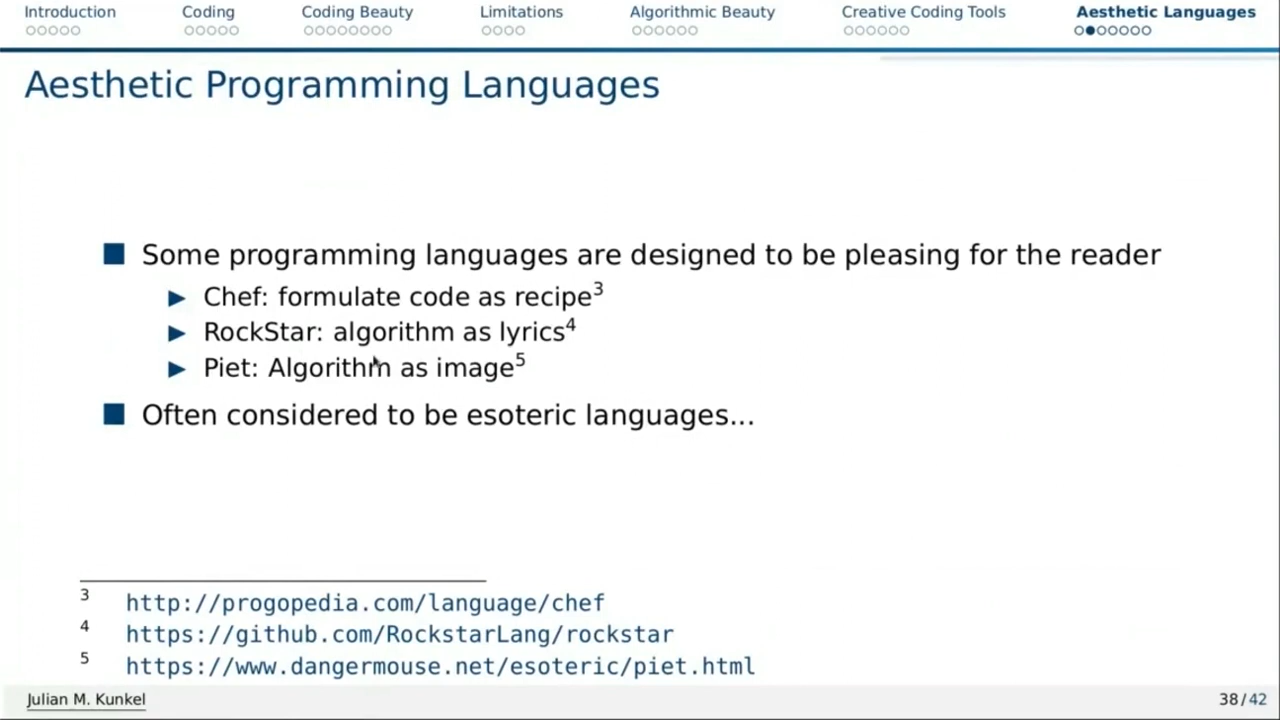 Introduction Coding Coding Beauty Limitations Algorithmic Beauty Creative Coding Tools Aesthetic Languages
Aesthetic Programming Languages
Some programming languages are designed to be pleasing for the reader
Chef: formulate code as recipe3
RockStar: algorithm as lyrics4
Piet: Algorithm as image5
Often considered to be esoteric languages...
3 http://progopedia.com/language/chef
4 https://github.com/RockstarLang/rockstar
5 https://www.dangermouse.net/esoteric/piet.html
Julian M. Kunkel 38/42